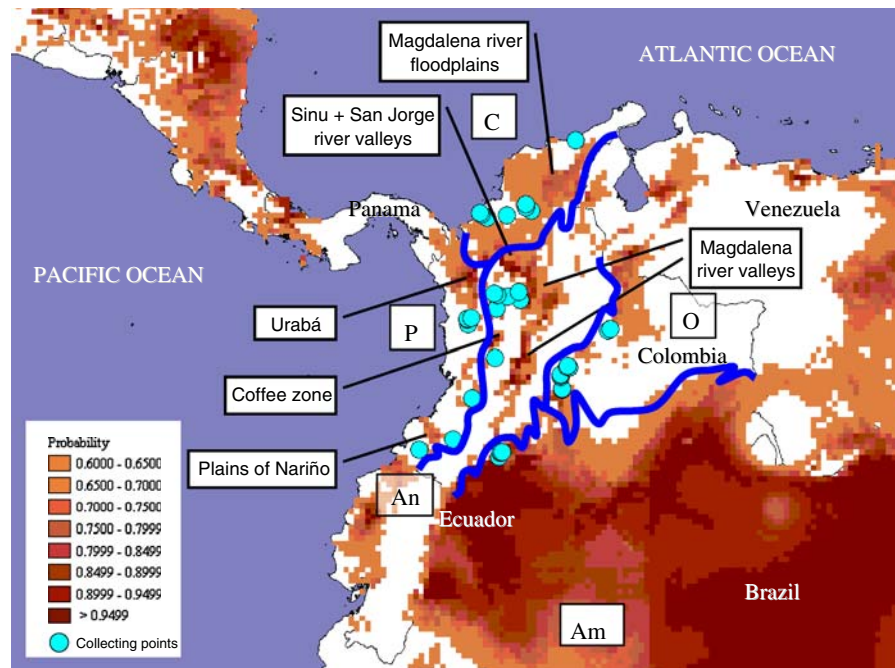 Magdalena river
floodplains
ATLANTIC OCEAN
Sinu + San Jorge
river valleys
C
Panama
Venezuela
PACIFIC OCEAN
Magdalena
river valleys
Urabá
P
O
Colombia
Coffee zone
Plains of Nariño
An
Ecuador
Brazil
Am
Probability
0.6000 - 0.6500
0.6500 - 0.7000
0.7000 - 0.7500
0.7500 - 0.7999
0.7999 - 0.8499
0.8499 - 0.8999
0.8999 - 0.9499
> 0.9499
Collecting points